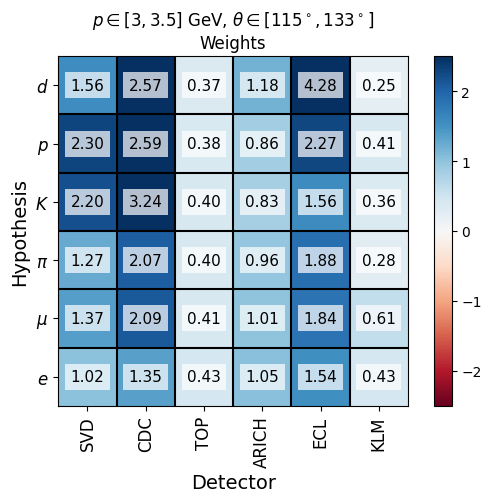 p ∈ [3, 3.5] GeV, θ ∈ [115°, 133°]
Weights
Hypothesis
d 1.56 2.57 0.37 1.18 4.28 0.25
p 2.30 2.59 0.38 0.86 2.27 0.41
K 2.20 3.24 0.40 0.83 1.56 0.36
π 1.27 2.07 0.40 0.96 1.88 0.28
μ 1.37 2.09 0.41 1.01 1.84 0.61
e 1.02 1.35 0.43 1.05 1.54 0.43
SVD CDC TOP ARICH ECL KLM
Detector
2
1
0
−1
−2